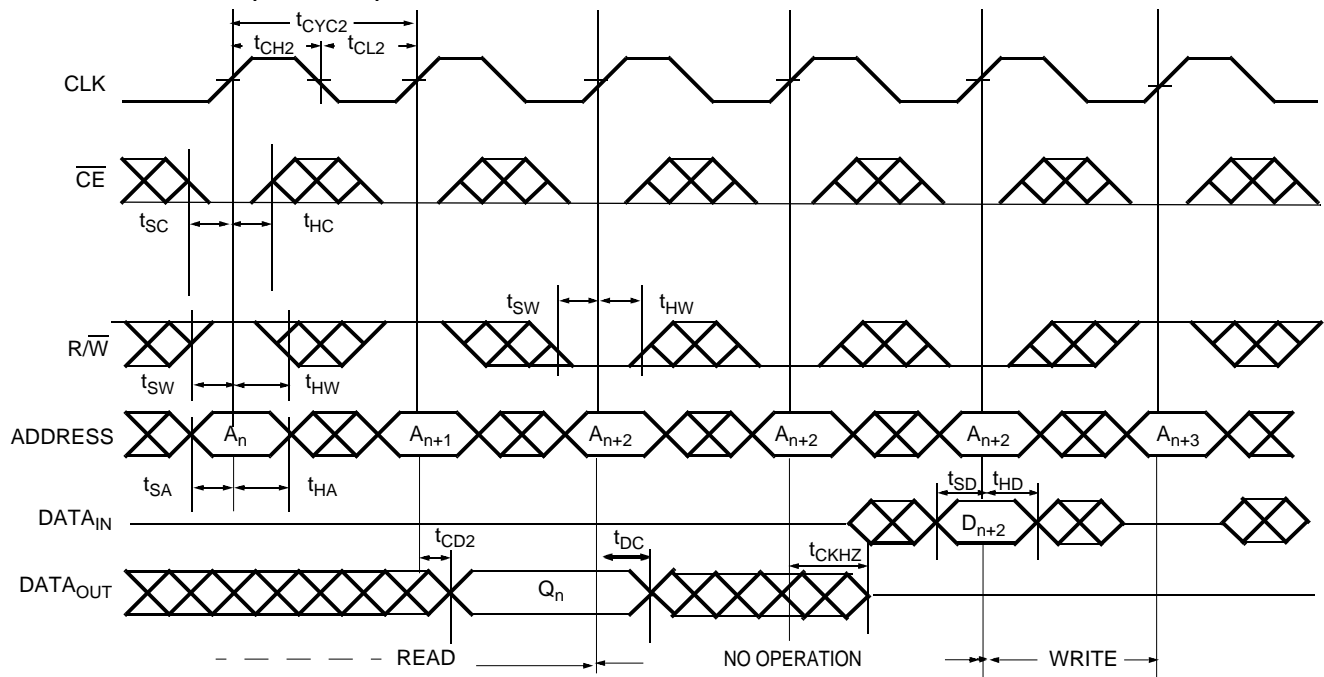 tCYC2
tCH2 tCL2
CLK
CE
tSC tHC
tSW tHW
R/W
tSW tHW
ADDRESS An An+1 An+2 An+2 An+2 An+3
tSA tHA tSD tHD
DATAIN Dn+2
tCD2 tDC tCKHZ
DATAOUT Qn
READ NO OPERATION WRITE